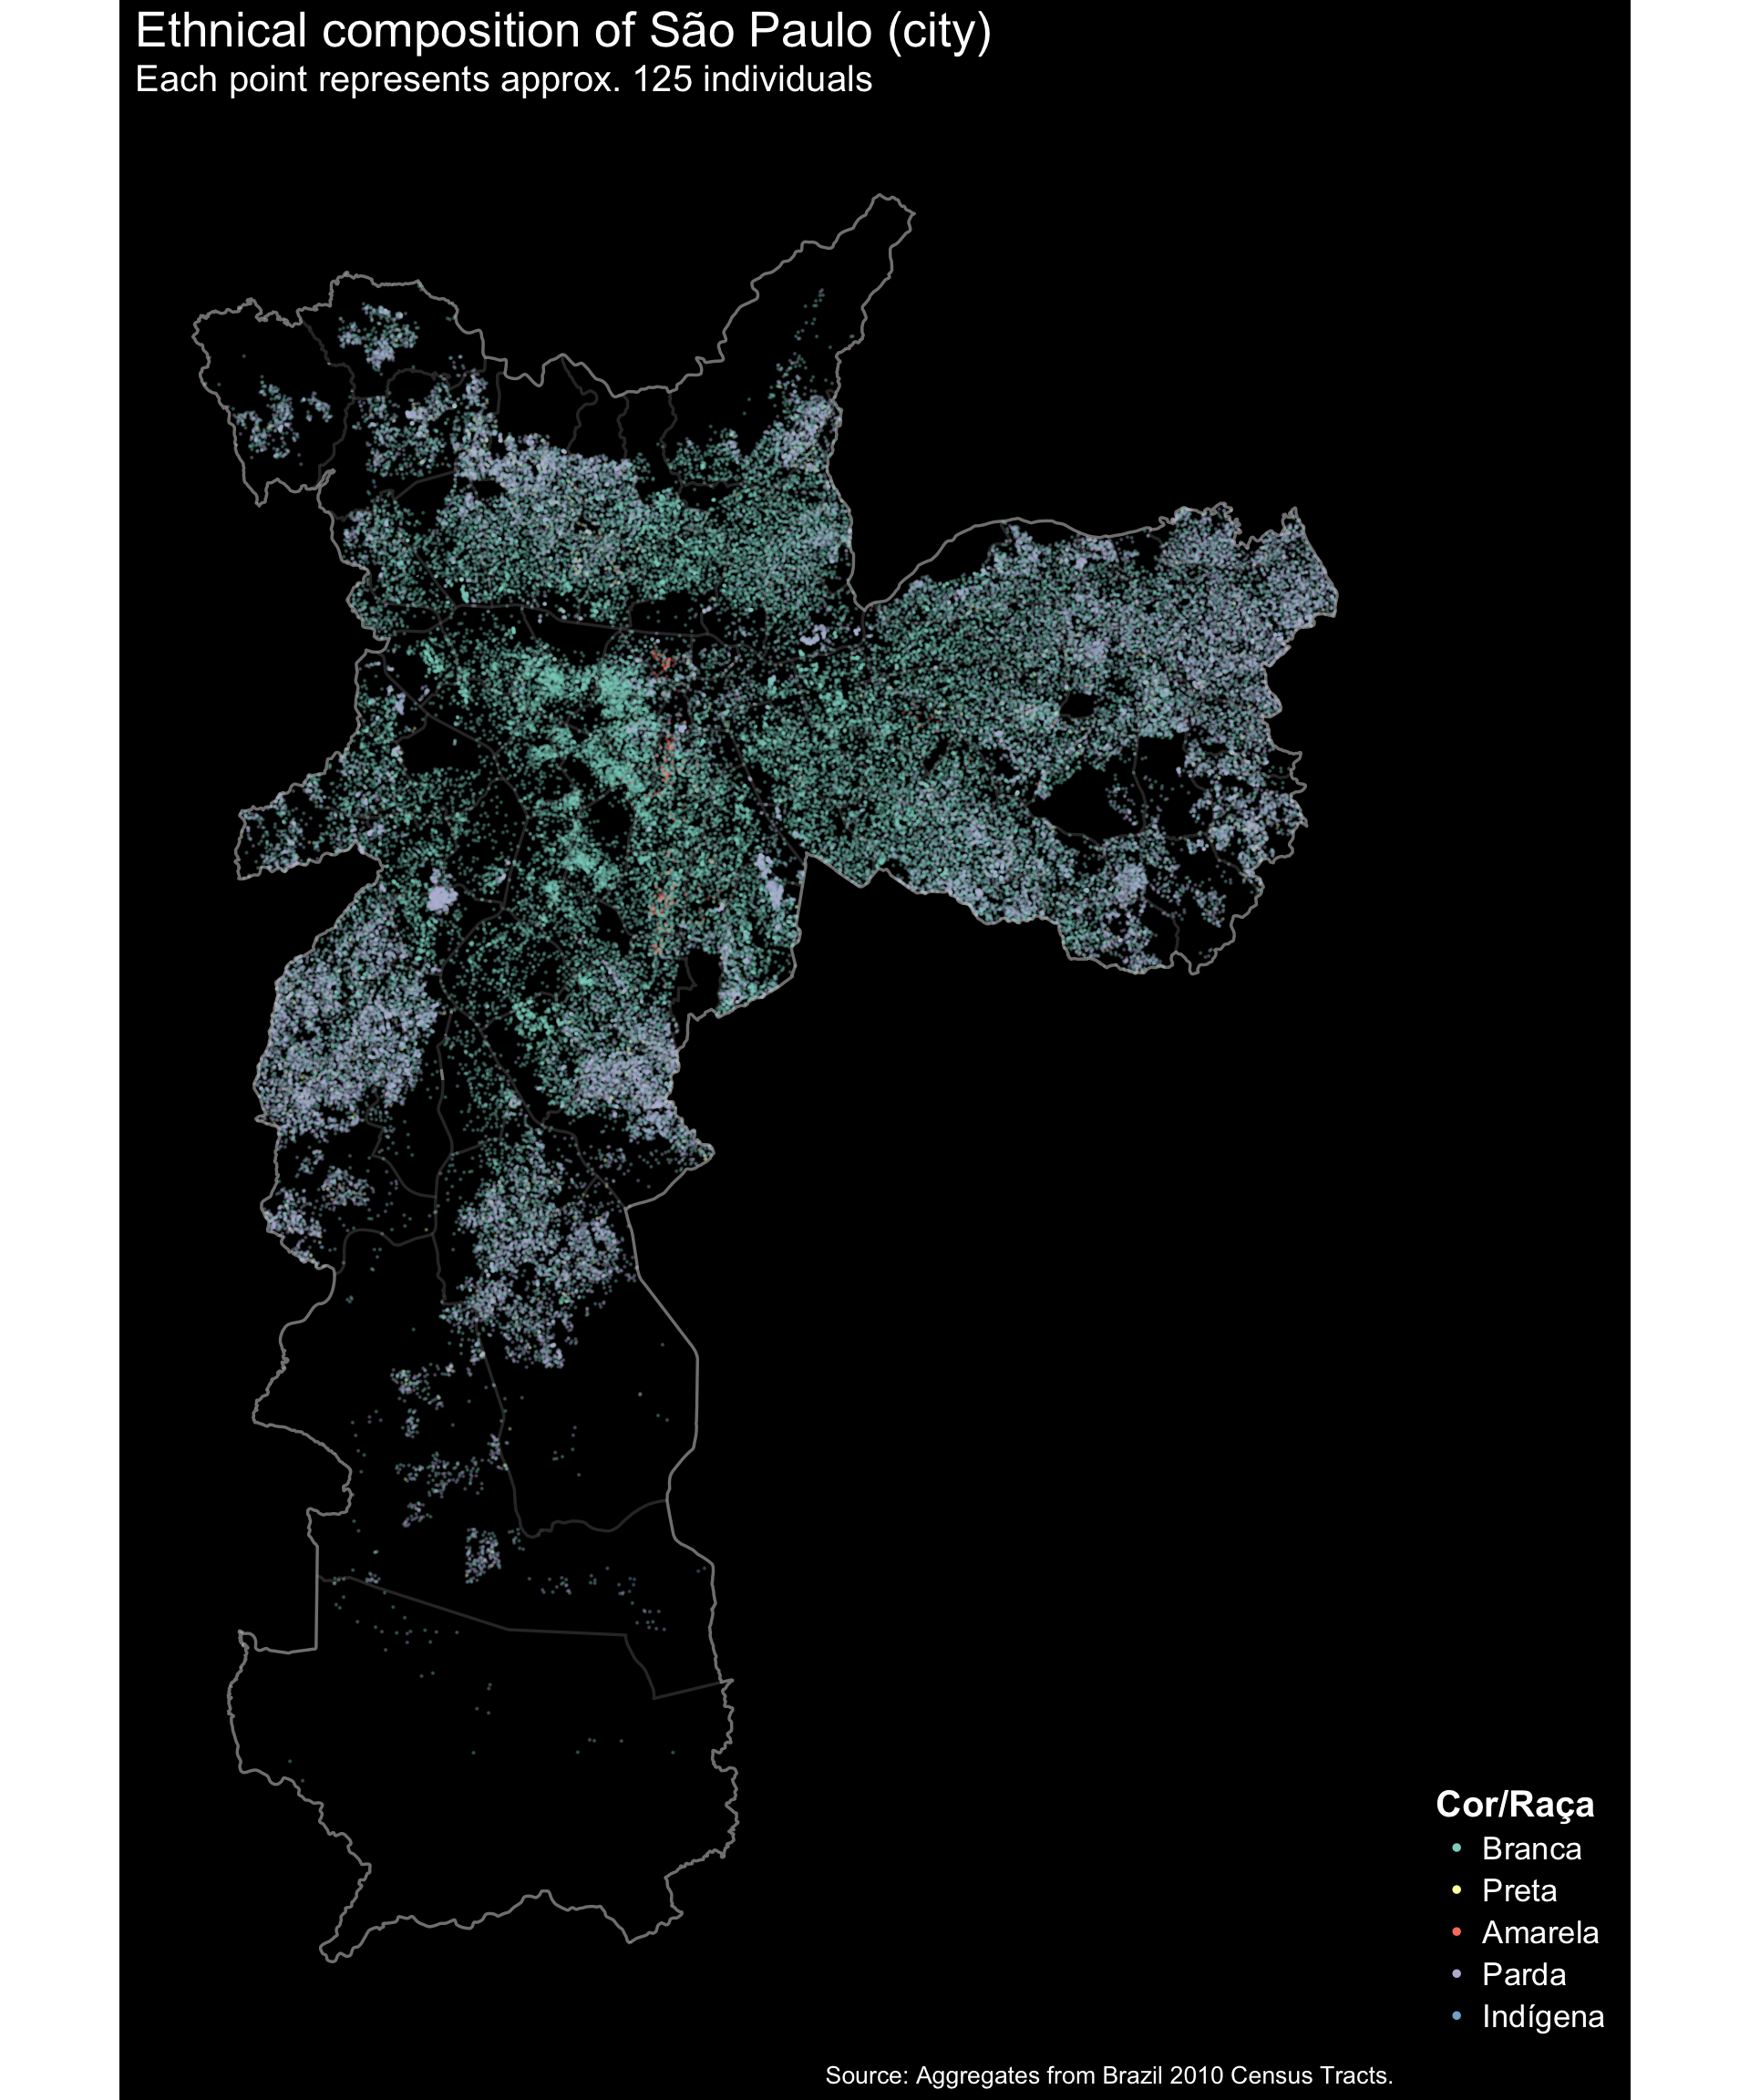 Ethnical composition of São Paulo (city)
Each point represents approx. 125 individuals
Cor/Raça
Branca
Preta
Amarela
Parda
Indígena
Source: Aggregates from Brazil 2010 Census Tracts.